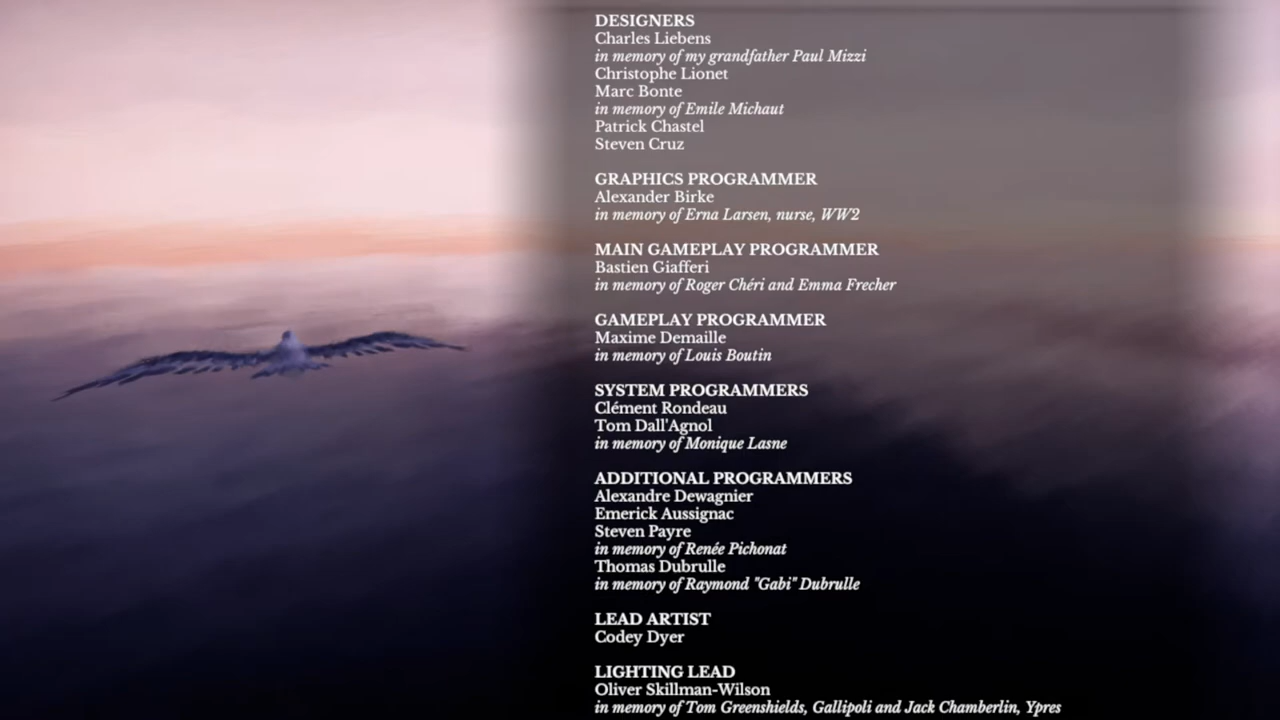 DESIGNERS
Charles Liebens
in memory of my grandfather Paul Mizzi
Christophe Lionet
Marc Bonte
in memory of Emile Michaut
Patrick Chastel
Steven Cruz
GRAPHICS PROGRAMMER
Alexander Birke
in memory of Erna Larsen, nurse, WW2
MAIN GAMEPLAY PROGRAMMER
Bastien Giafferi
in memory of Roger Chéri and Emma Frecher
GAMEPLAY PROGRAMMER
Maxime Demaille
in memory of Louis Boutin
SYSTEM PROGRAMMERS
Clément Rondeau
Tom Dall'Agnol
in memory of Monique Lasne
ADDITIONAL PROGRAMMERS
Alexandre Dewagnier
Emerick Aussignac
Steven Payre
in memory of Renée Pichonat
Thomas Dubrulle
in memory of Raymond "Gabi" Dubrulle
LEAD ARTIST
Codey Dyer
LIGHTING LEAD
Oliver Skillman-Wilson
in memory of Tom Greenshields, Gallipoli and Jack Chamberlin, Ypres